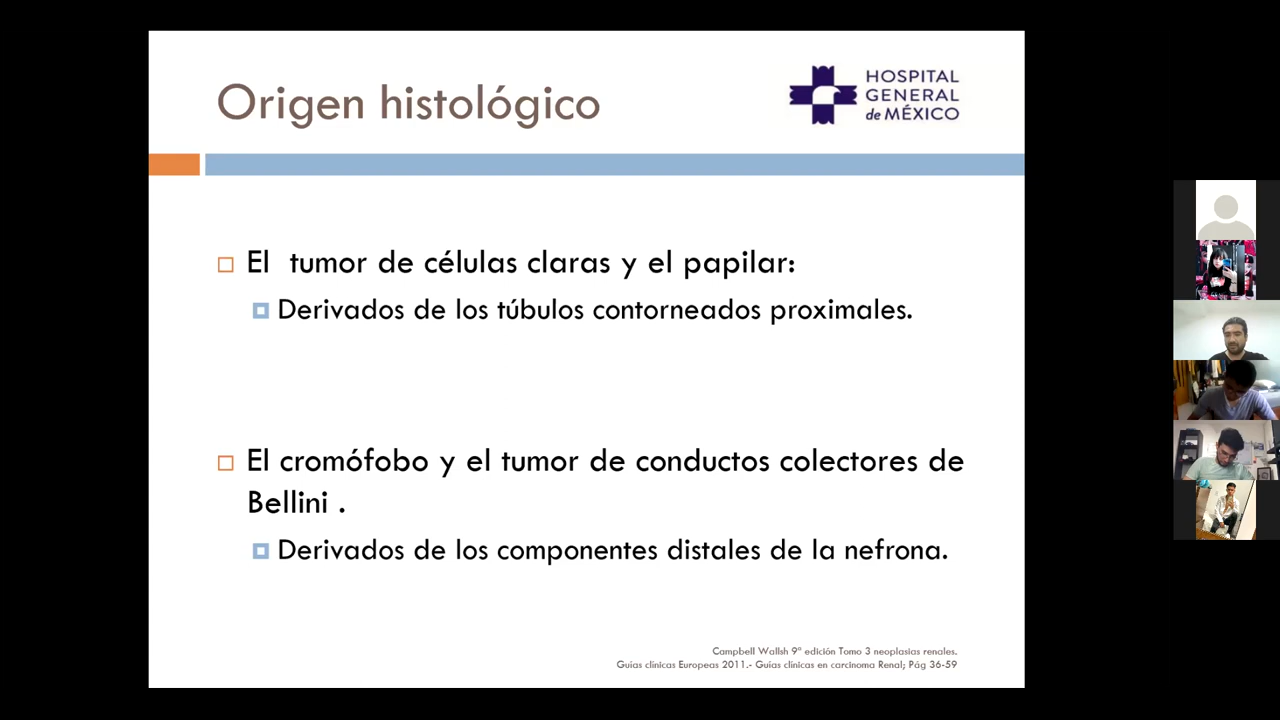 Origen histológico
HOSPITAL
GENERAL
de MÉXICO
El tumor de células claras y el papilar:
Derivados de los túbulos contorneados proximales.
El cromófobo y el tumor de conductos colectores de
Bellini .
Derivados de los componentes distales de la nefrona.
Campbell Wallsh 9ª edición Tomo 3 neoplasias renales.
Guías clínicas Europeas 2011.- Guías clínicas en carcinoma Renal; Pág 36-59